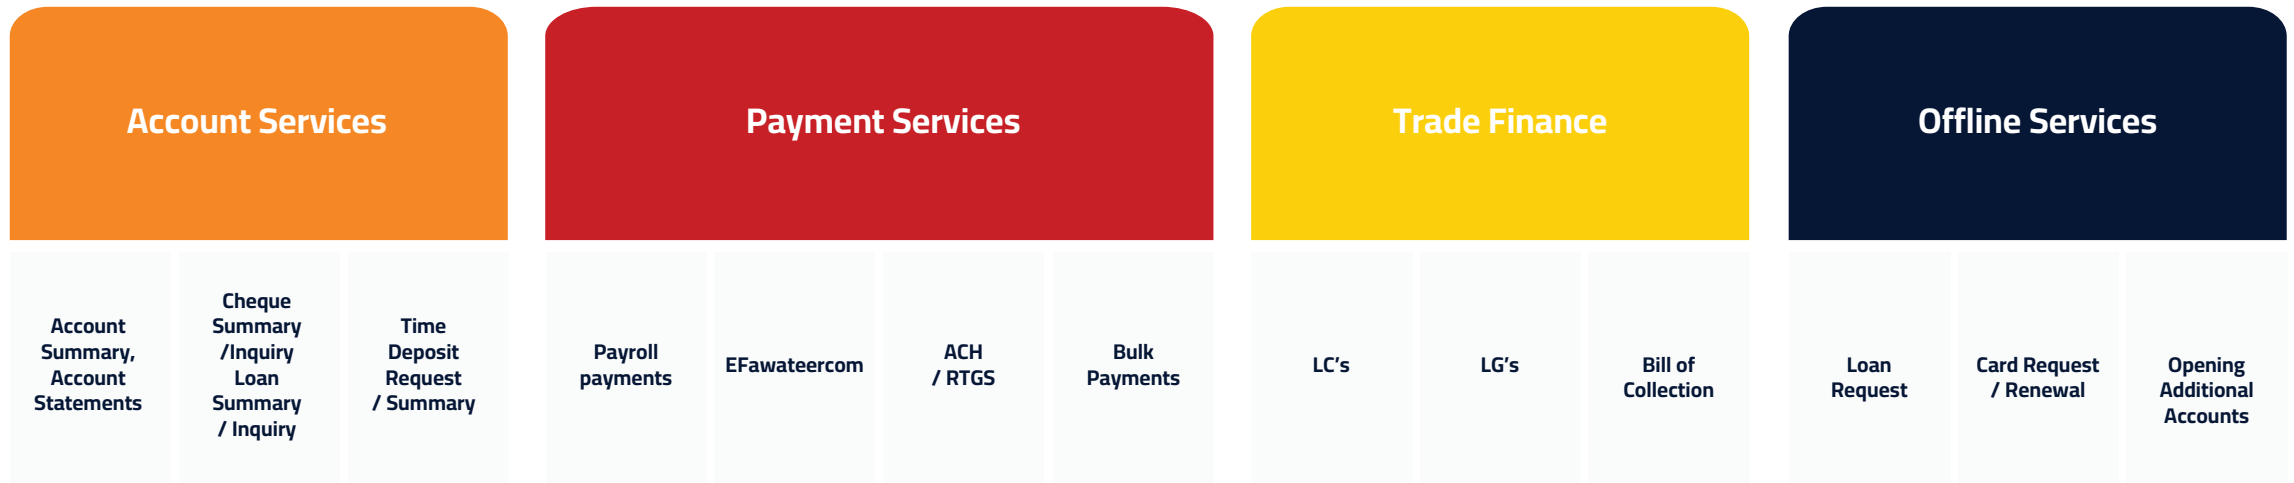 Account Services
Account
Summary,
Account
Statements
Cheque
Summary
/Inquiry
Loan
Summary
/ Inquiry
Time
Deposit
Request
/ Summary
Payment Services
Payroll
payments
EFawateercom
ACH
/ RTGS
Bulk
Payments
Trade Finance
LC’s
LG’s
Bill of
Collection
Offline Services
Loan
Request
Card Request
/ Renewal
Opening
Additional
Accounts